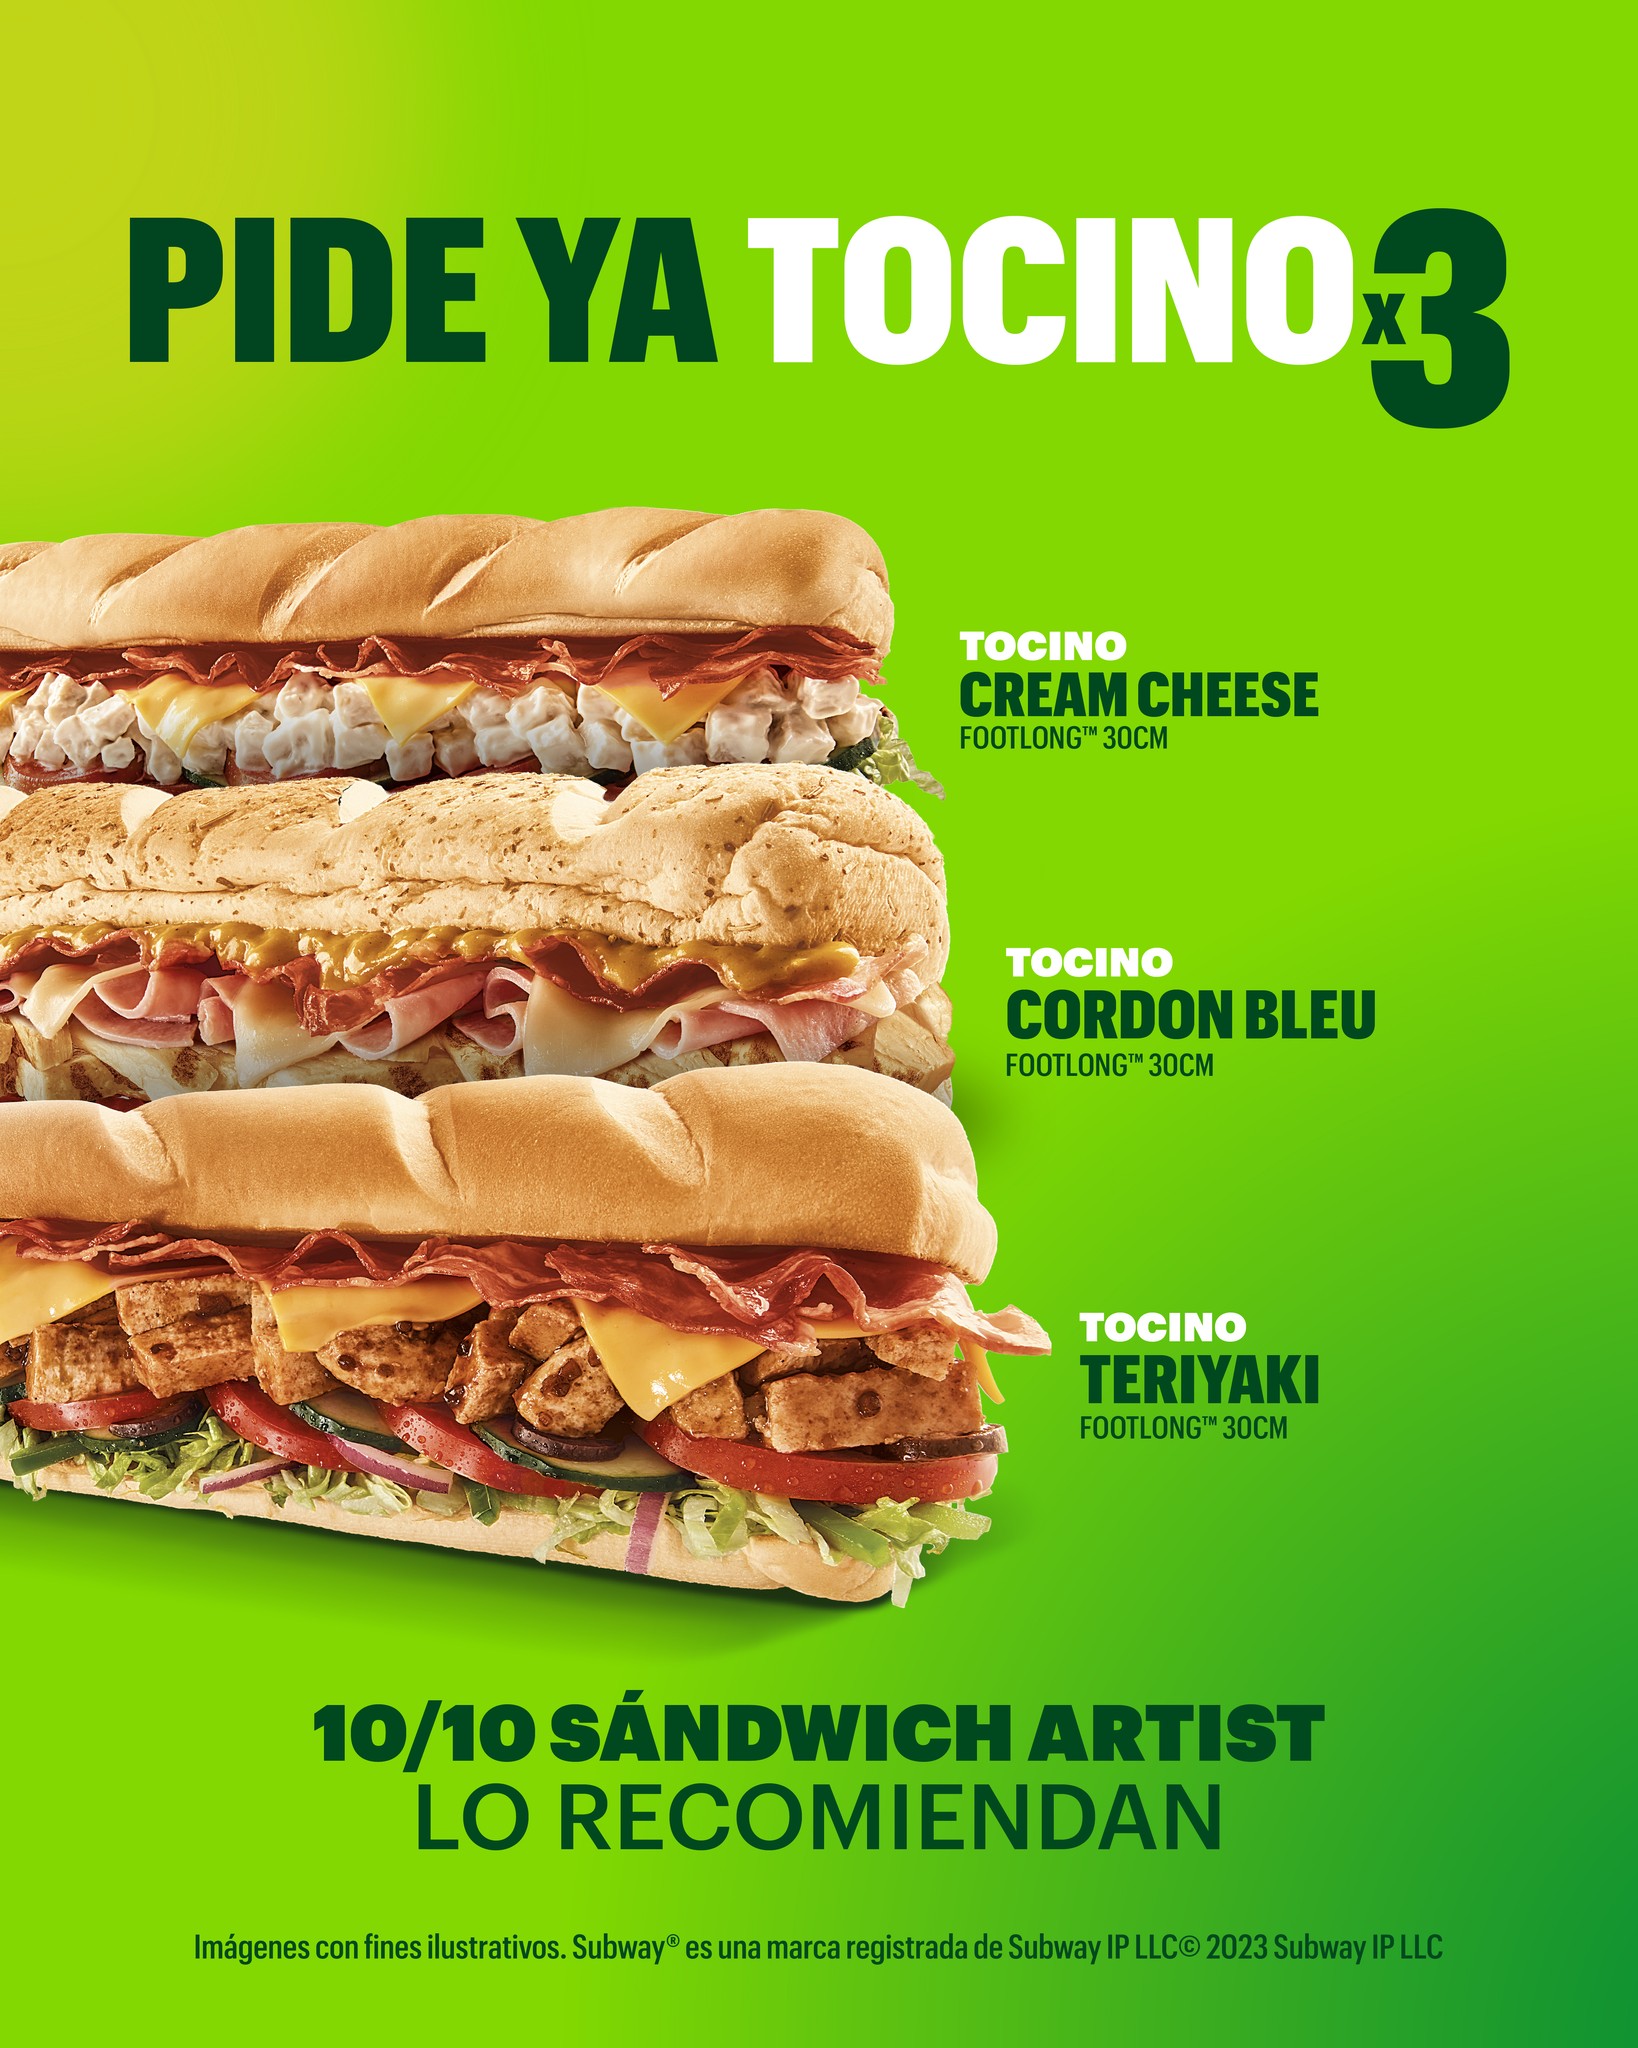 PIDE YA TOCINO x3
TOCINO
CREAM CHEESE
FOOTLONG™ 30CM
TOCINO
CORDON BLEU
FOOTLONG™ 30CM
TOCINO
TERIYAKI
FOOTLONG™ 30CM
10/10 SÁNDWICH ARTIST
LO RECOMIENDAN
Imágenes con fines ilustrativos. Subway® es una marca registrada de Subway IP LLC© 2023 Subway IP LLC